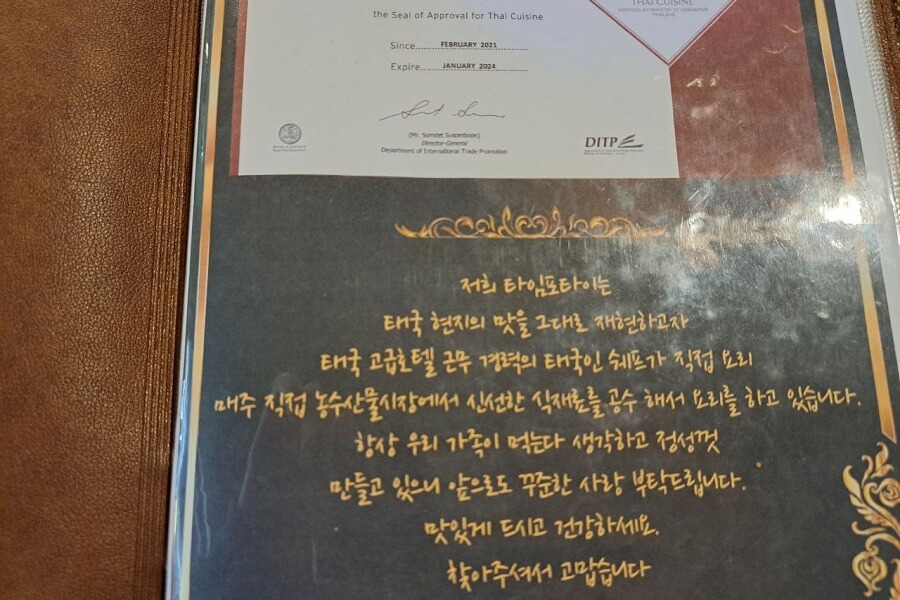 the Seal of Approval for Thai Cuisine
THAI CUISINE
THAILAND
Since FEBRUARY 2021
Expire JANUARY 2024
(Mr. Somdet Susomboon)
Director-General
Department of International Trade Promotion
DITP
저희 타임포타이는
태국 현지의 맛을 그대로 재현하고자
태국 고급호텔 근무 경력의 태국인 쉐프가 직접 요리
매주 직접 농수산물시장에서 신선한 식재료를 공수 해서 요리를 하고 있습니다.
항상 우리 가족이 먹는다 생각하고 정성껏
만들고 있으니 앞으로도 꾸준한 사랑 부탁드립니다.
맛있게 드시고 건강하세요.
찾아주셔서 고맙습니다